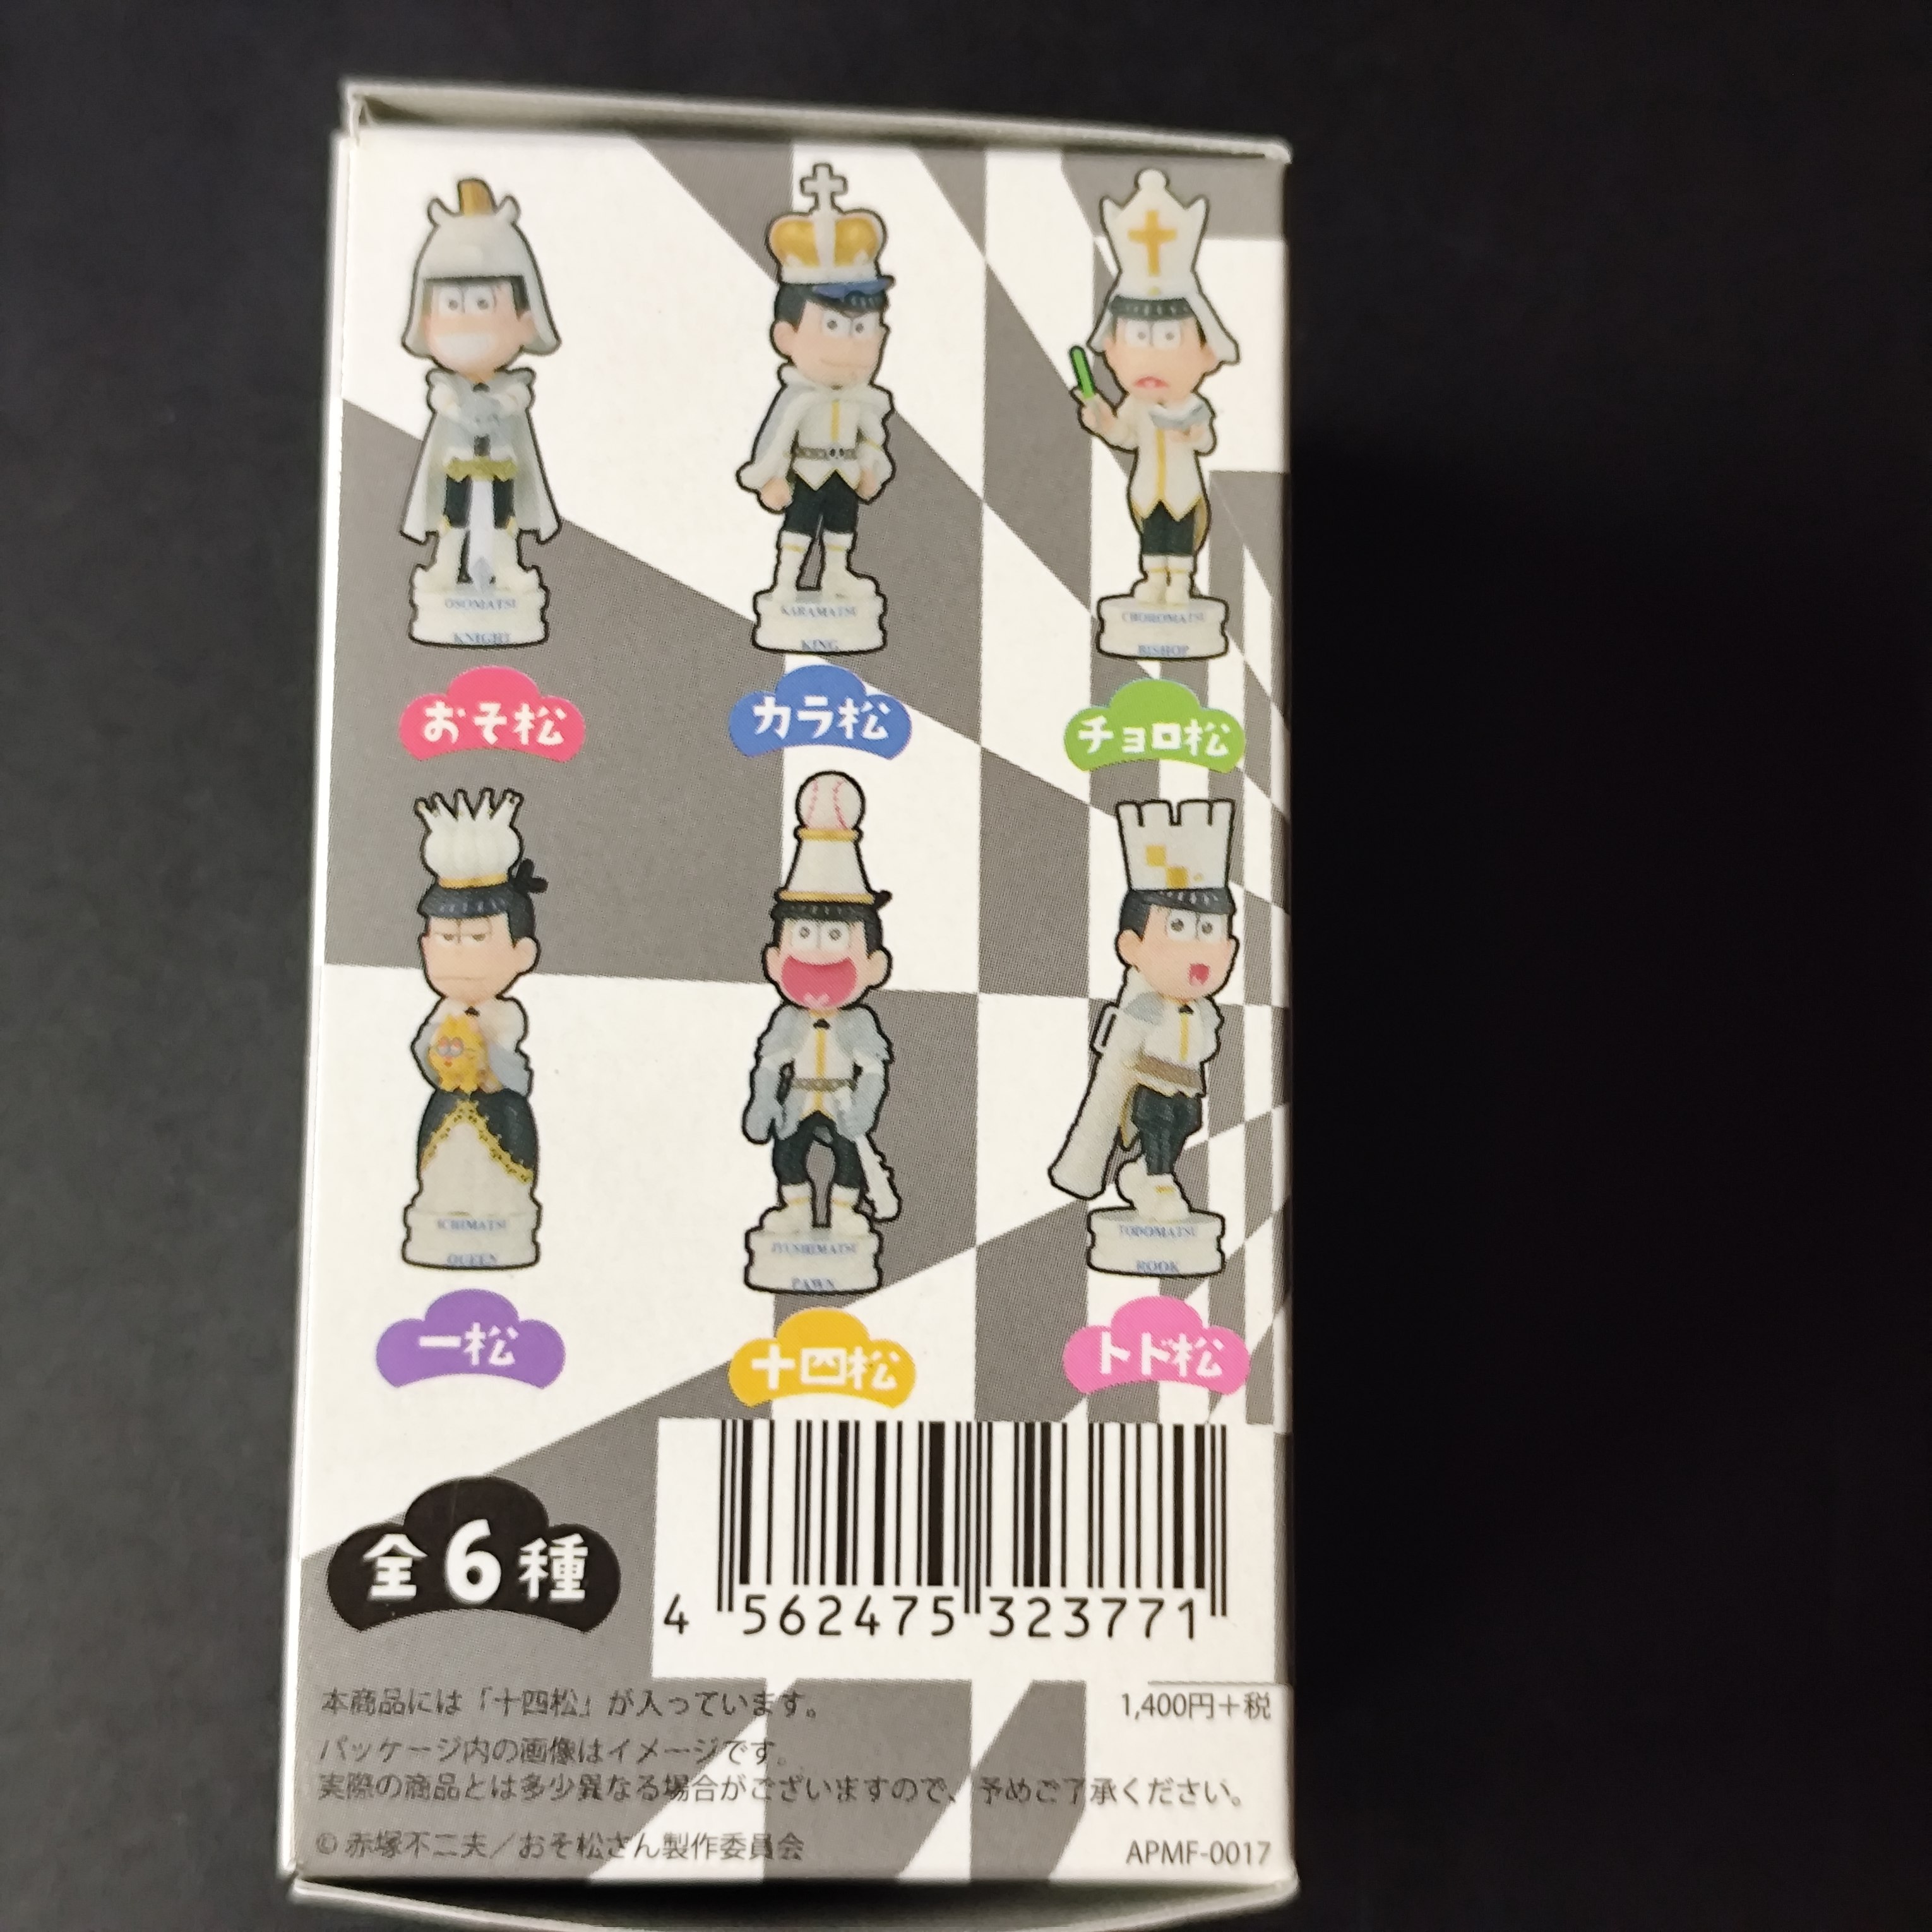 OSOMATSU
KNIGHT
KARAMATSU
KING
CHOROMATSU
BISHOP
おそ松
カラ松
チョロ松
ICHIMATSU
QUEEN
JYUSHIMATSU
PAWN
TODOMATSU
ROOK
一松
十四松
トド松
全6種
4 562475 323771
本商品には「十四松」が入っています。
1,400円+税
パッケージ内の画像はイメージです。
実際の商品とは多少異なる場合がございますので、予めご了承ください。
© 赤塚不二夫／おそ松さん製作委員会
APMF-0017